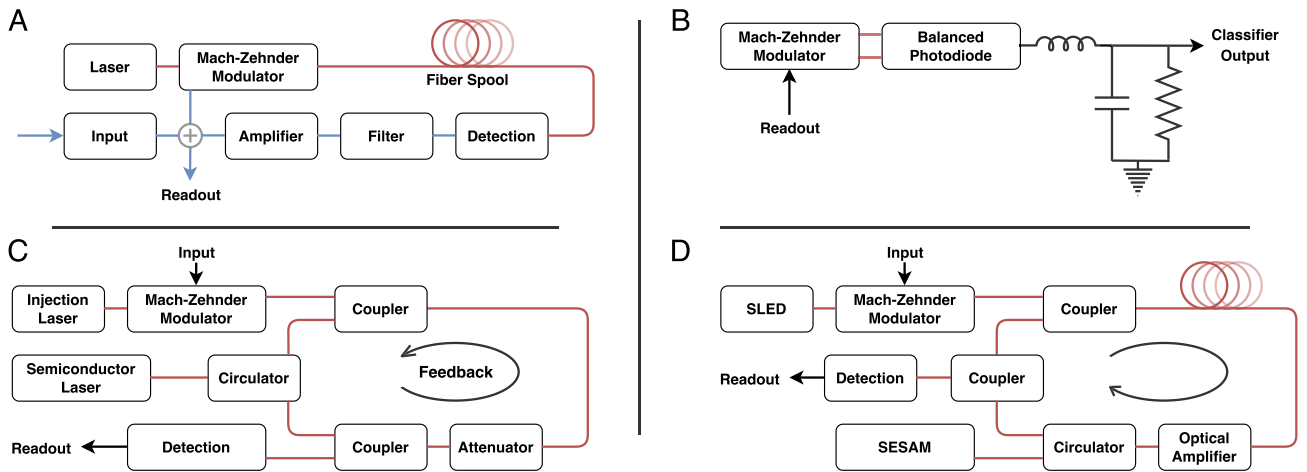 A
Laser
Mach-Zehnder
Modulator
Fiber Spool
Input
+
Amplifier
Filter
Detection
Readout
B
Mach-Zehnder
Modulator
Balanced
Photodiode
Classifier
Output
Readout
C
Input
Injection
Laser
Mach-Zehnder
Modulator
Coupler
Semiconductor
Laser
Circulator
Feedback
Readout
Detection
Coupler
Attenuator
D
Input
SLED
Mach-Zehnder
Modulator
Coupler
Readout
Detection
Coupler
SESAM
Circulator
Optical
Amplifier